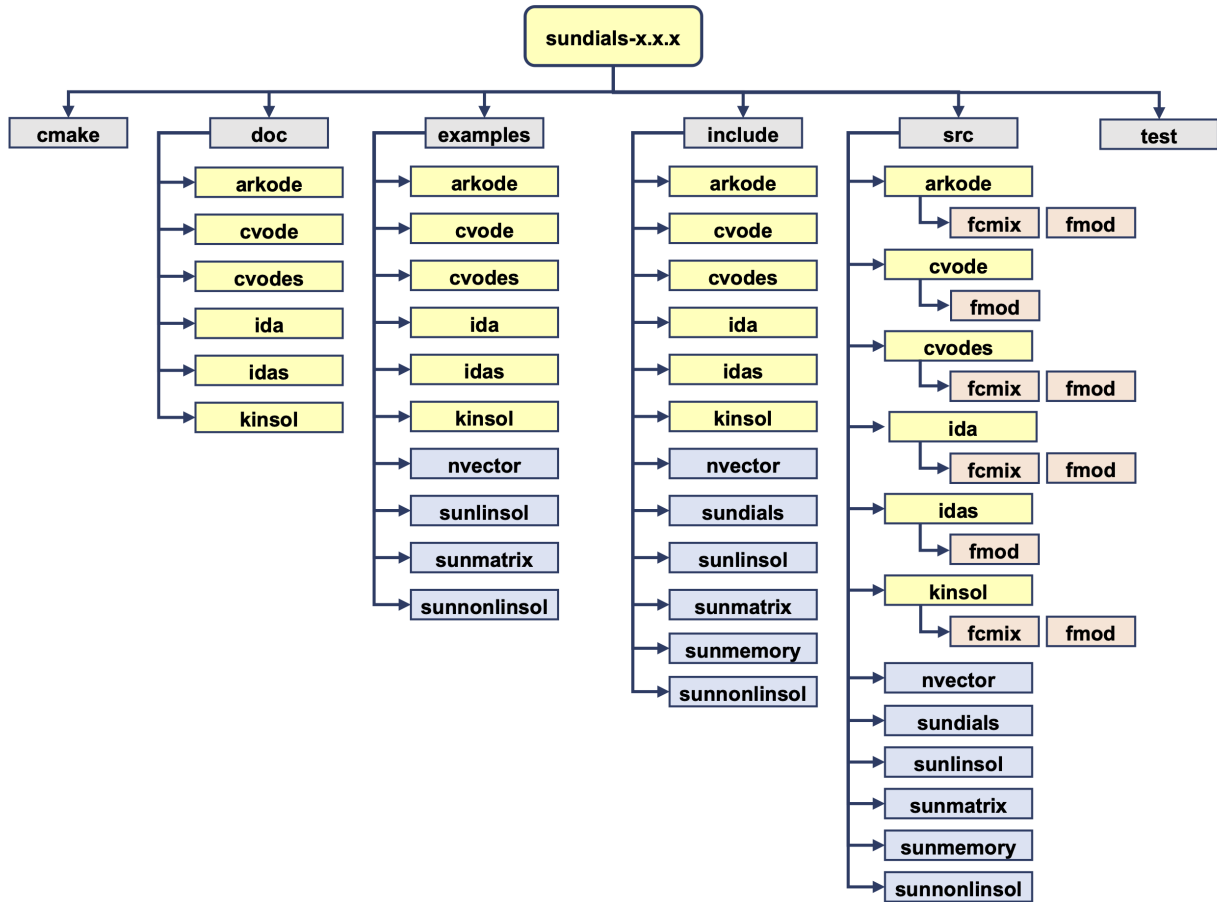 sundials-x.x.x
cmake
doc
examples
include
src
test
arkode
cvode
cvodes
ida
idas
kinsol
arkode
cvode
cvodes
ida
idas
kinsol
nvector
sunlinsol
sunmatrix
sunnonlinsol
arkode
cvode
cvodes
ida
idas
kinsol
nvector
sundials
sunlinsol
sunmatrix
sunmemory
sunnonlinsol
arkode
fcmix fmod
cvode
fmod
cvodes
fcmix fmod
ida
fcmix fmod
idas
fmod
kinsol
fcmix fmod
nvector
sundials
sunlinsol
sunmatrix
sunmemory
sunnonlinsol